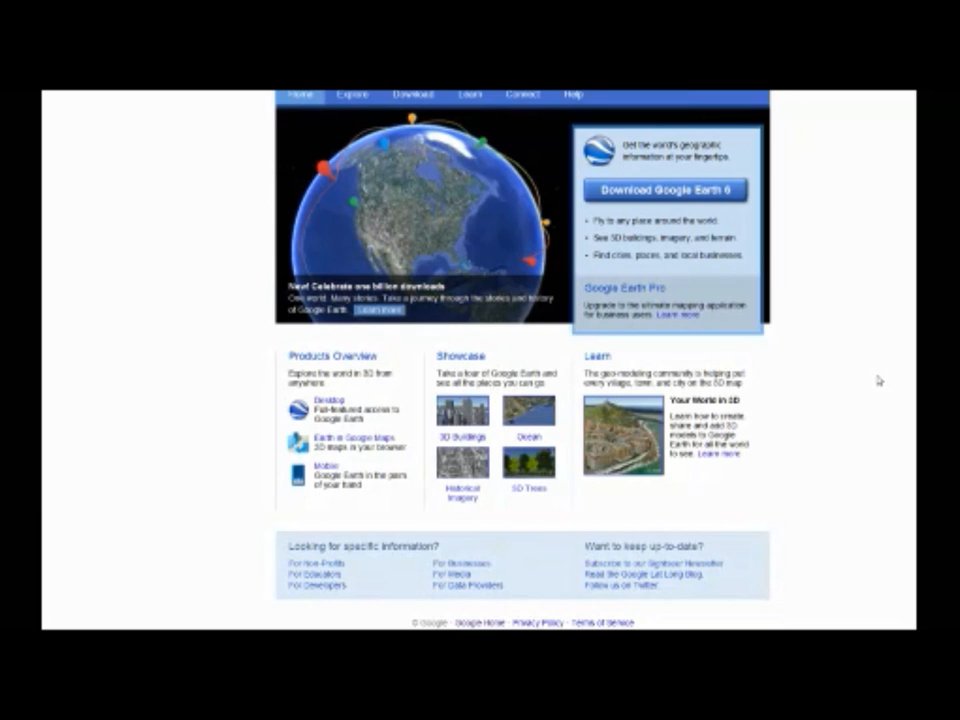 Home Explore Download Learn Connect Help
Get the world's geographic
information at your fingertips.
Download Google Earth 6
• Fly to any place around the world.
• See 3D buildings, imagery, and terrain.
• Find cities, places, and local businesses.
New! Celebrate one billion downloads
One world. Many stories. Take a journey through the stories and history
of Google Earth. Learn more
Google Earth Pro
Upgrade to the ultimate mapping application
for business users. Learn more
Products Overview
Explore the world in 3D from
anywhere.
Desktop
Full-featured access to
Google Earth
Earth in Google Maps
3D maps in your browser
Mobile
Google Earth in the palm
of your hand
Showcase
Take a tour of Google Earth and
see all the places you can go.
3D Buildings Ocean
Historical
Imagery
3D Trees
Learn
The geo-modeling community is helping put
every village, town, and city on the 3D map
Your World in 3D
Learn how to create,
share and add 3D
models to Google
Earth for all the world
to see. Learn more
Looking for specific information?
For Non-Profits
For Educators
For Developers
For Businesses
For Media
For Data Providers
Want to keep up-to-date?
Subscribe to our Sightseer Newsletter
Read the Google Lat Long Blog.
Follow us on Twitter.
© Google - Google Home - Privacy Policy - Terms of Service